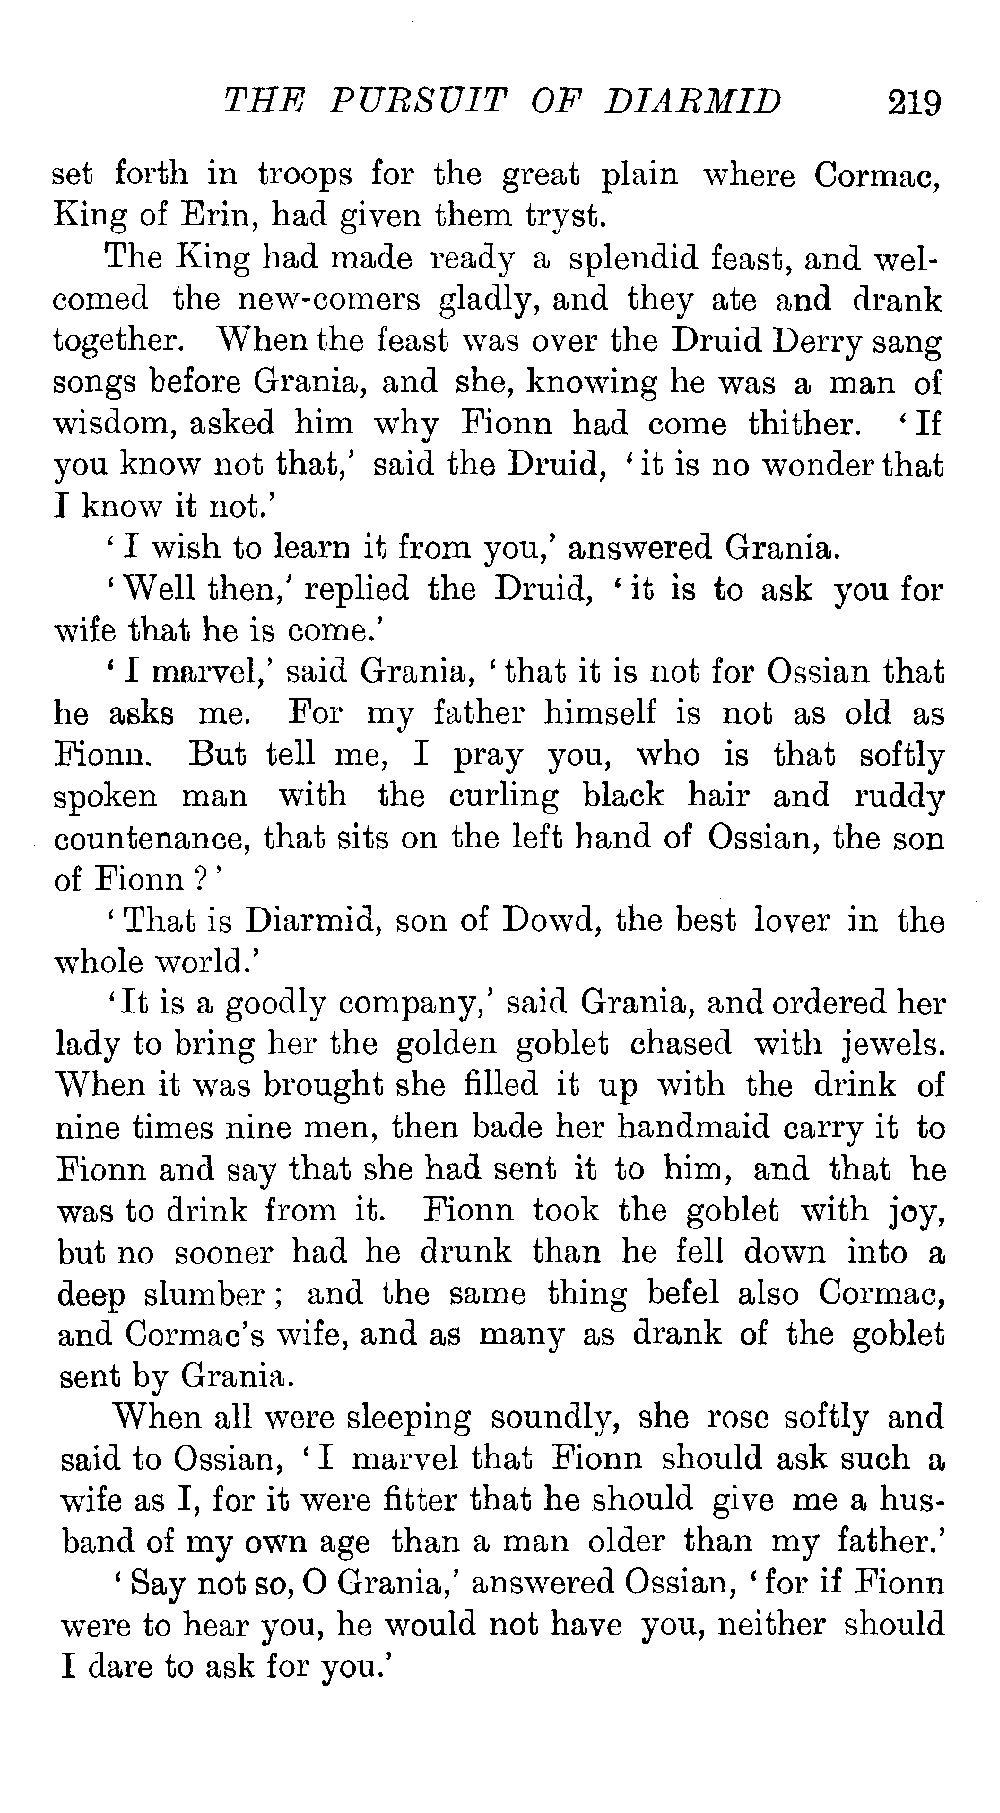 THE PURSUIT OF DIARMID 219
set forth in troops for the great plain where Cormac,
King of Erin, had given them tryst.
The King had made ready a splendid feast, and wel-
comed the new-comers gladly, and they ate and drank
together. When the feast was over the Druid Derry sang
songs before Grania, and she, knowing he was a man of
wisdom, asked him why Fionn had come thither. ‘If
you know not that,’ said the Druid, ‘it is no wonder that
I know it not.’
‘I wish to learn it from you,’ answered Grania.
‘Well then,’ replied the Druid, ‘it is to ask you for
wife that he is come.’
‘I marvel,’ said Grania, ‘that it is not for Ossian that
he asks me. For my father himself is not as old as
Fionn. But tell me, I pray you, who is that softly
spoken man with the curling black hair and ruddy
countenance, that sits on the left hand of Ossian, the son
of Fionn?’
‘That is Diarmid, son of Dowd, the best lover in the
whole world.’
‘It is a goodly company,’ said Grania, and ordered her
lady to bring her the golden goblet chased with jewels.
When it was brought she filled it up with the drink of
nine times nine men, then bade her handmaid carry it to
Fionn and say that she had sent it to him, and that he
was to drink from it. Fionn took the goblet with joy,
but no sooner had he drunk than he fell down into a
deep slumber; and the same thing befel also Cormac,
and Cormac’s wife, and as many as drank of the goblet
sent by Grania.
When all were sleeping soundly, she rose softly and
said to Ossian, ‘I marvel that Fionn should ask such a
wife as I, for it were fitter that he should give me a hus-
band of my own age than a man older than my father.’
‘Say not so, O Grania,’ answered Ossian, ‘for if Fionn
were to hear you, he would not have you, neither should
I dare to ask for you.’